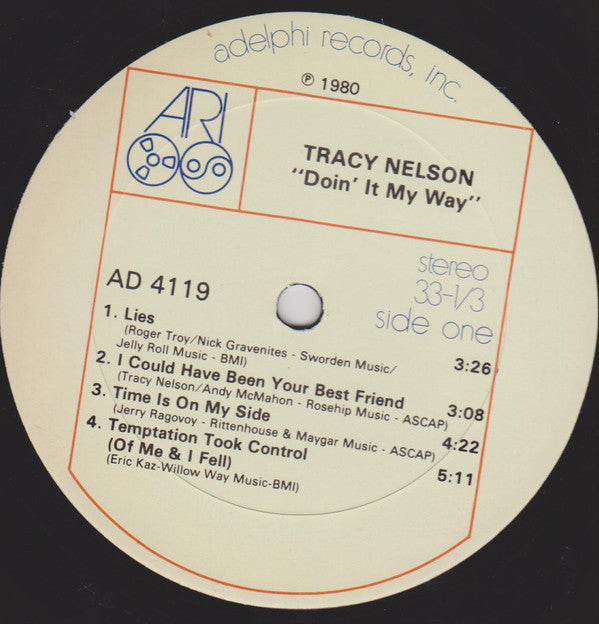 adelphi records, inc.
℗ 1980
ARI
TRACY NELSON
"Doin' It My Way"
stereo
33-1/3
side one
AD 4119
1. Lies 3:26
(Roger Troy/Nick Gravenites - Sworden Music/
Jelly Roll Music - BMI)
2. I Could Have Been Your Best Friend 3:08
(Tracy Nelson/Andy McMahon - Rosehip Music - ASCAP)
3. Time Is On My Side 4:22
(Jerry Ragovoy - Rittenhouse & Maygar Music - ASCAP)
4. Temptation Took Control
(Of Me & I Fell) 5:11
(Eric Kaz-Willow Way Music-BMI)